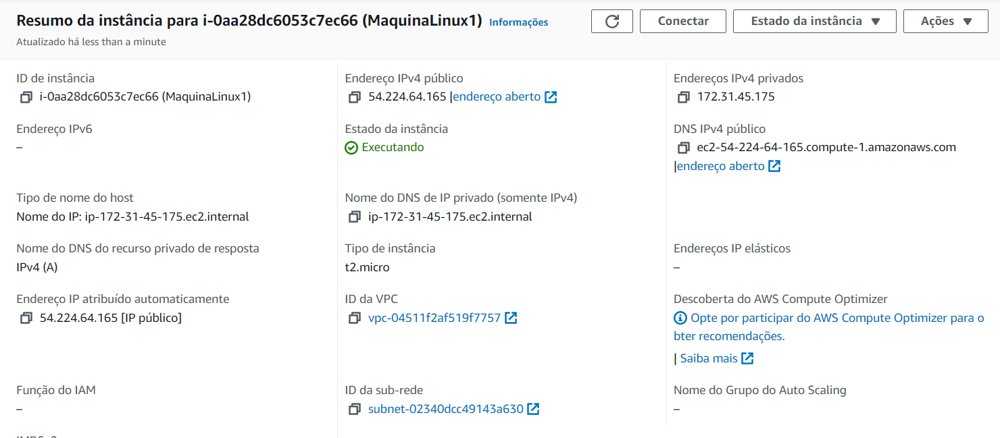 Resumo da instância para i-0aa28dc6053c7ec66 (MaquinaLinux1) Informações
Atualizado há less than a minute
Conectar
Estado da instância
Ações
ID de instância
i-0aa28dc6053c7ec66 (MaquinaLinux1)
Endereço IPv4 público
54.224.64.165 |endereço aberto
Endereços IPv4 privados
172.31.45.175
Endereço IPv6
–
Estado da instância
Executando
DNS IPv4 público
ec2-54-224-64-165.compute-1.amazonaws.com
|endereço aberto
Tipo de nome do host
Nome do IP: ip-172-31-45-175.ec2.internal
Nome do DNS de IP privado (somente IPv4)
ip-172-31-45-175.ec2.internal
Nome do DNS do recurso privado de resposta
IPv4 (A)
Tipo de instância
t2.micro
Endereços IP elásticos
–
Endereço IP atribuído automaticamente
54.224.64.165 [IP público]
ID da VPC
vpc-04511f2af519f7757
Descoberta do AWS Compute Optimizer
Opte por participar do AWS Compute Optimizer para o
bter recomendações.
| Saiba mais
Função do IAM
–
ID da sub-rede
subnet-02340dcc49143a630
Nome do Grupo do Auto Scaling
–